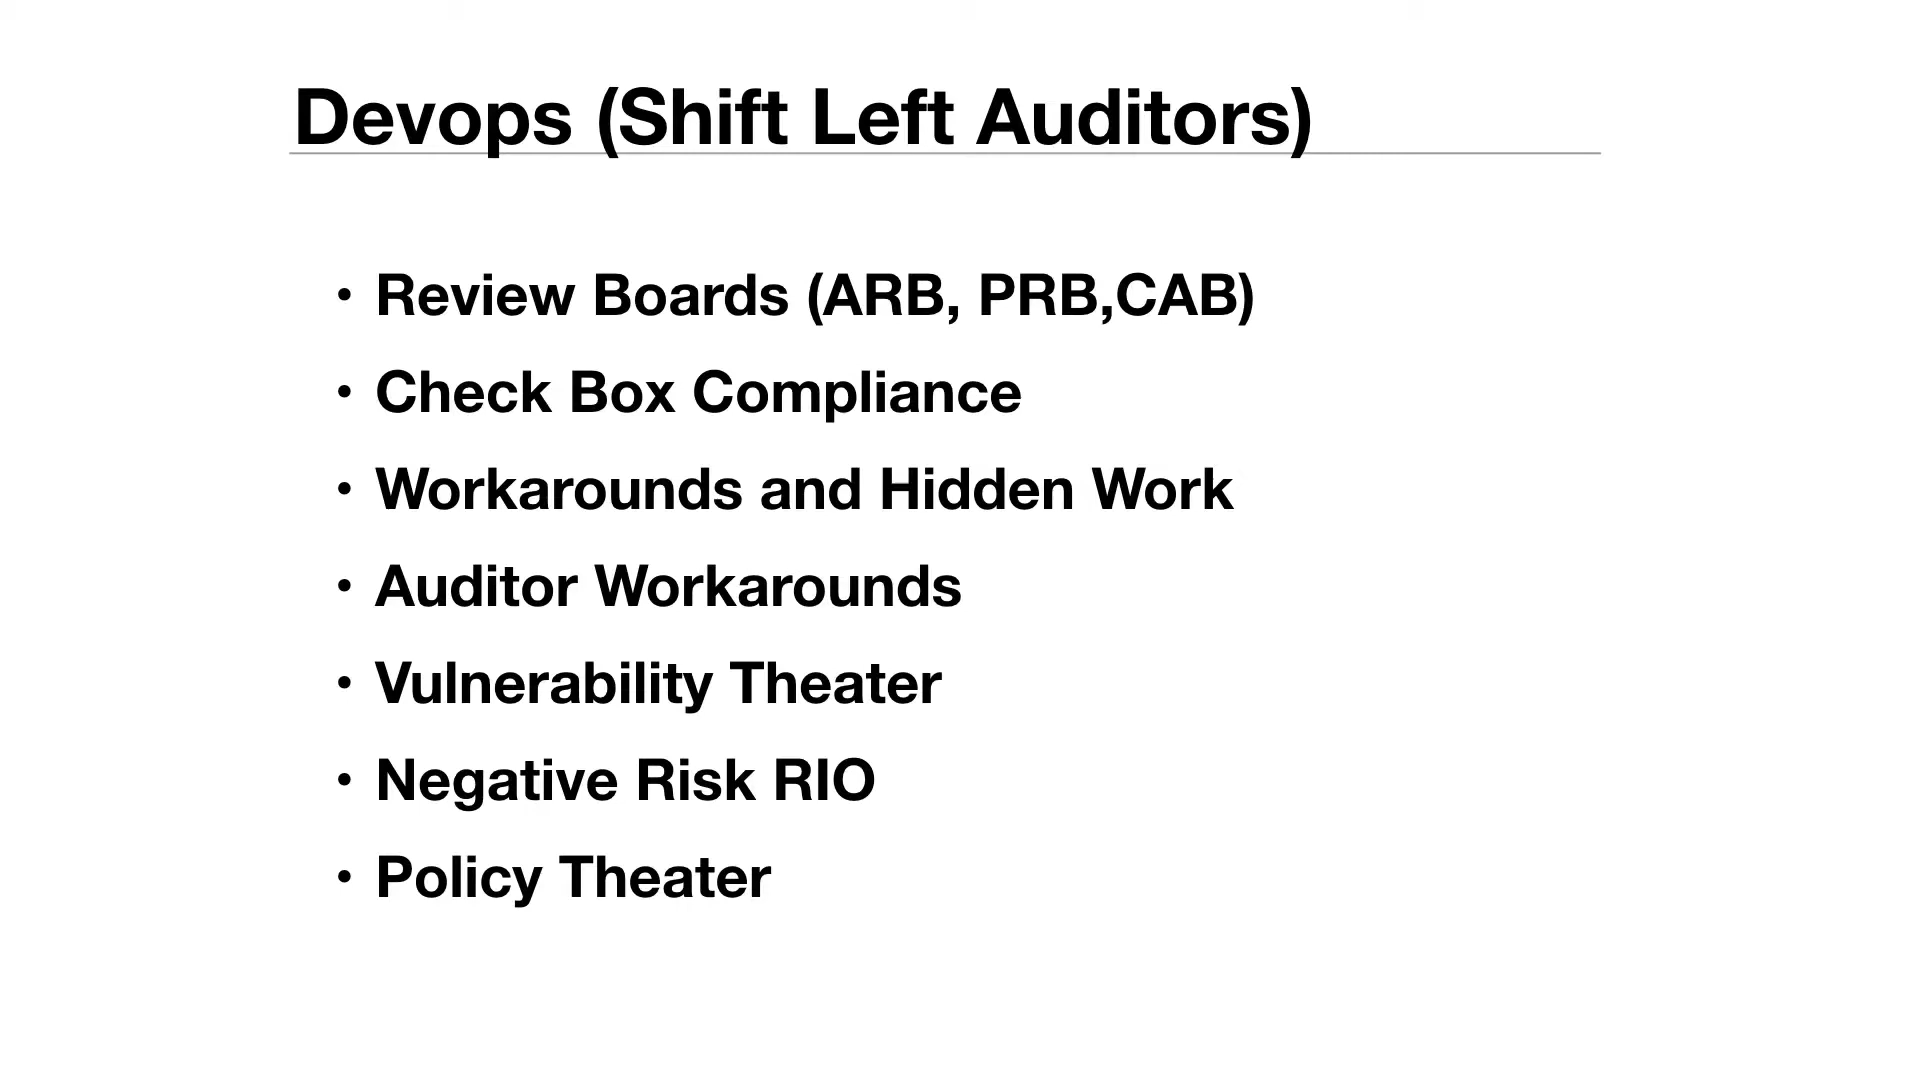 Devops (Shift Left Auditors)
• Review Boards (ARB, PRB,CAB)
• Check Box Compliance
• Workarounds and Hidden Work
• Auditor Workarounds
• Vulnerability Theater
• Negative Risk RIO
• Policy Theater